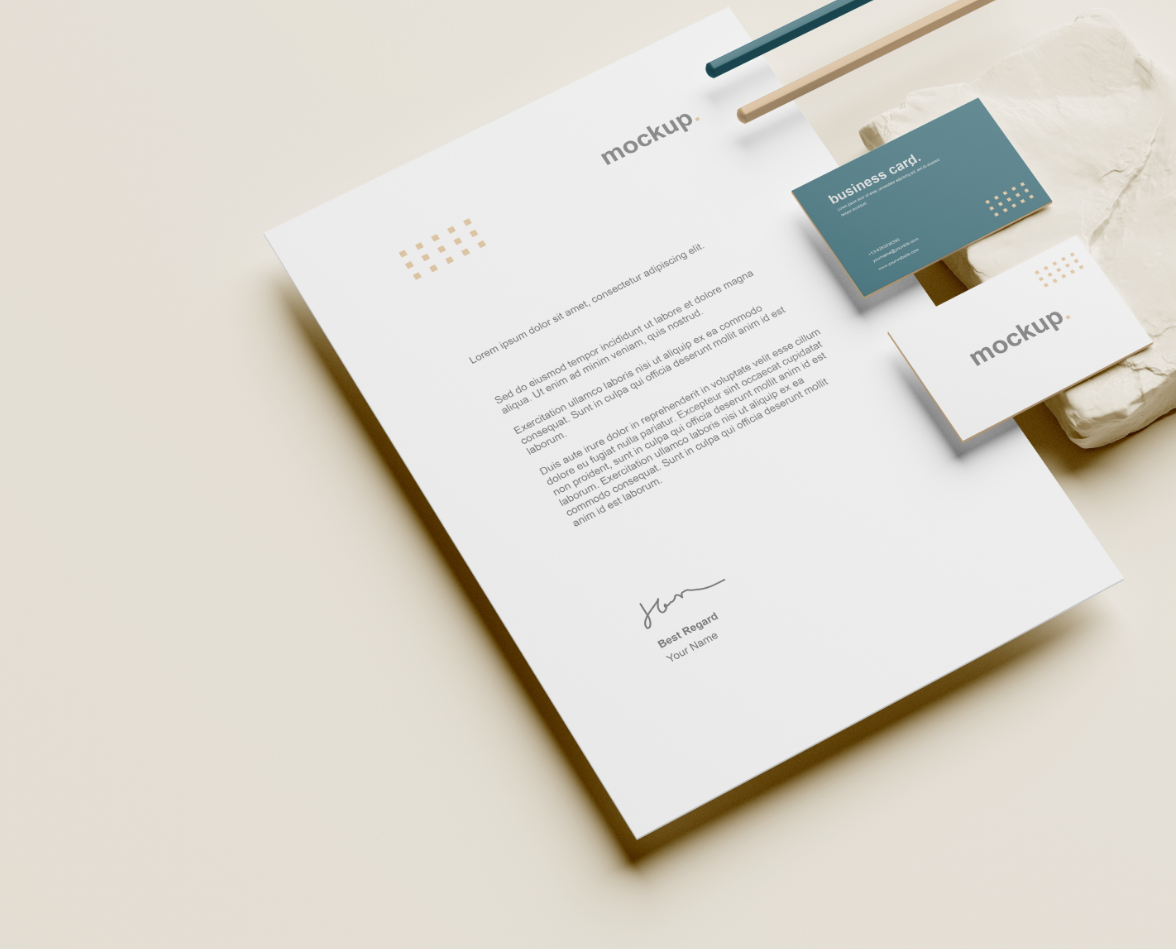 mockup.
Lorem ipsum dolor sit amet, consectetur adipiscing elit.
Sed do eiusmod tempor incididunt ut labore et dolore magna
aliqua. Ut enim ad minim veniam, quis nostrud.
Exercitation ullamco laboris nisi ut aliquip ex ea commodo
consequat. Sunt in culpa qui officia deserunt mollit anim id est
laborum.
Duis aute irure dolor in reprehenderit in voluptate velit esse cillum
dolore eu fugiat nulla pariatur. Excepteur sint occaecat cupidatat
non proident, sunt in culpa qui officia deserunt mollit anim id est
laborum. Exercitation ullamco laboris nisi ut aliquip ex ea
commodo consequat. Sunt in culpa qui officia deserunt mollit
anim id est laborum.
Best Regard
Your Name
business card.
mockup.